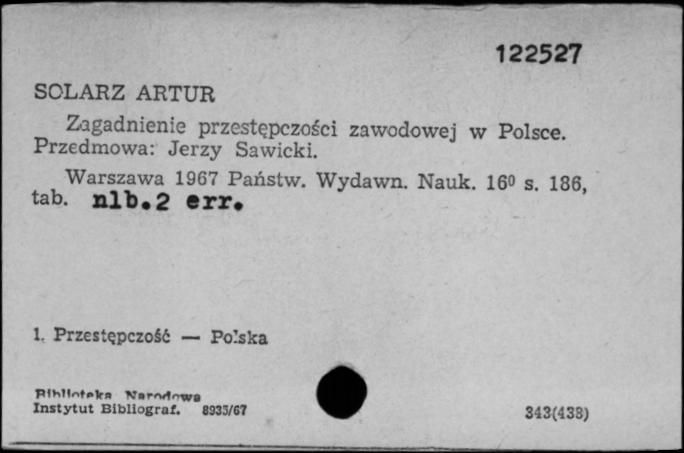 122527
SOLARZ ARTUR
Zagadnienie przestępczości zawodowej w Polsce.
Przedmowa: Jerzy Sawicki.
Warszawa 1967 Państw. Wydawn. Nauk. 16⁰ s. 186,
tab. nlb.2 err.
1. Przestępczość — Polska
Biblioteka Narodowa
Instytut Bibliograf. 8935/67
343(438)